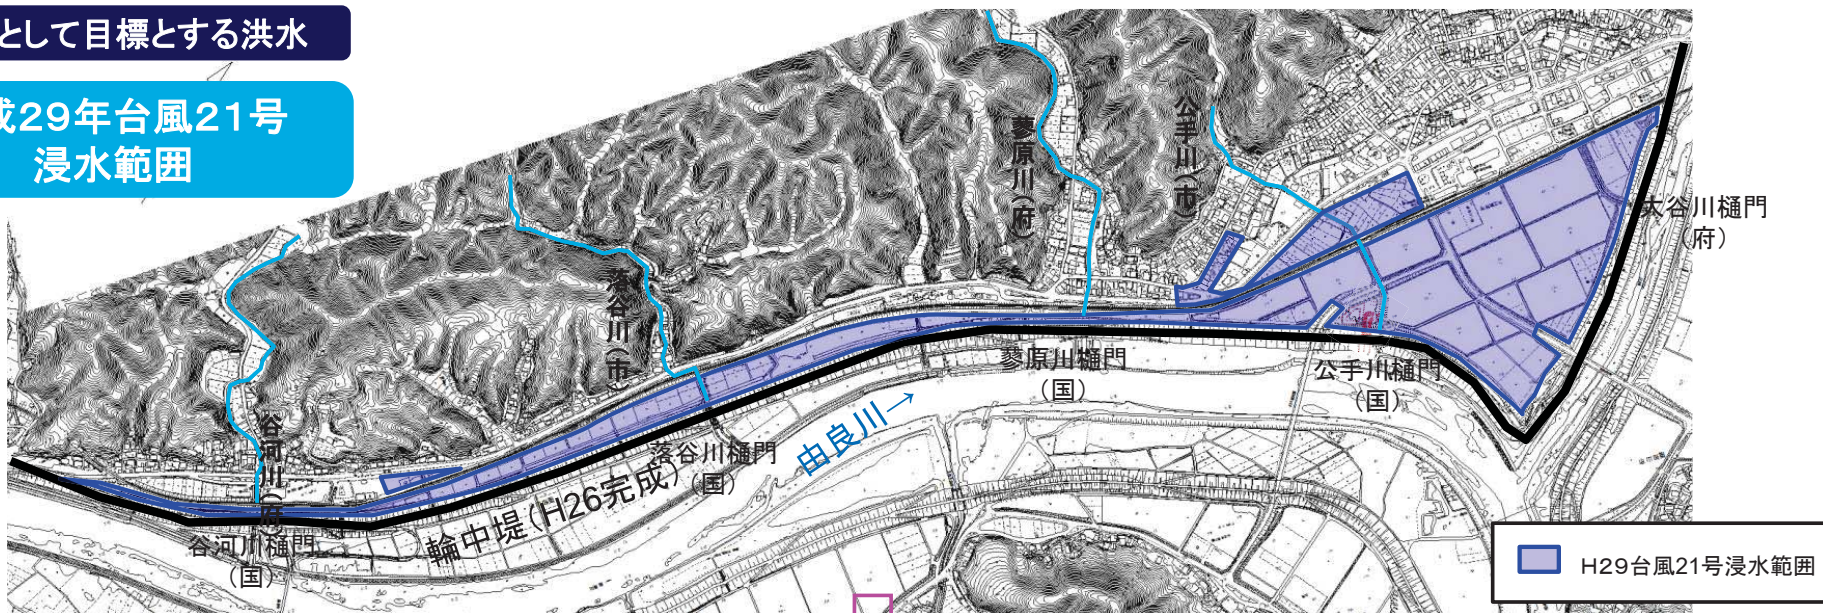 として目標とする洪水
成29年台風21号
浸水範囲
蓼原川(府)
公手川(市)
大谷川樋門
(府)
落谷川(市)
蓼原川樋門
(国)
公手川樋門
(国)
由良川→
谷河川(府)
落谷川樋門
(国)
輪中堤(H26完成)
谷河川樋門
(国)
H29台風21号浸水範囲